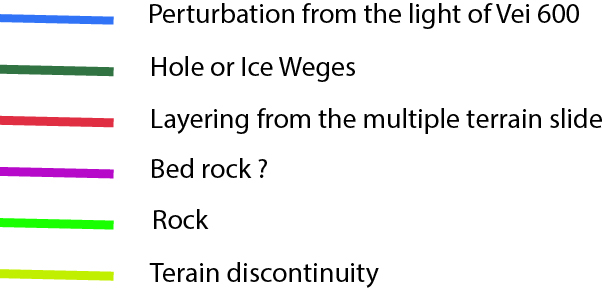 Perturbation from the light of Vei 600
Hole or Ice Weges
Layering from the multiple terrain slide
Bed rock ?
Rock
Terain discontinuity